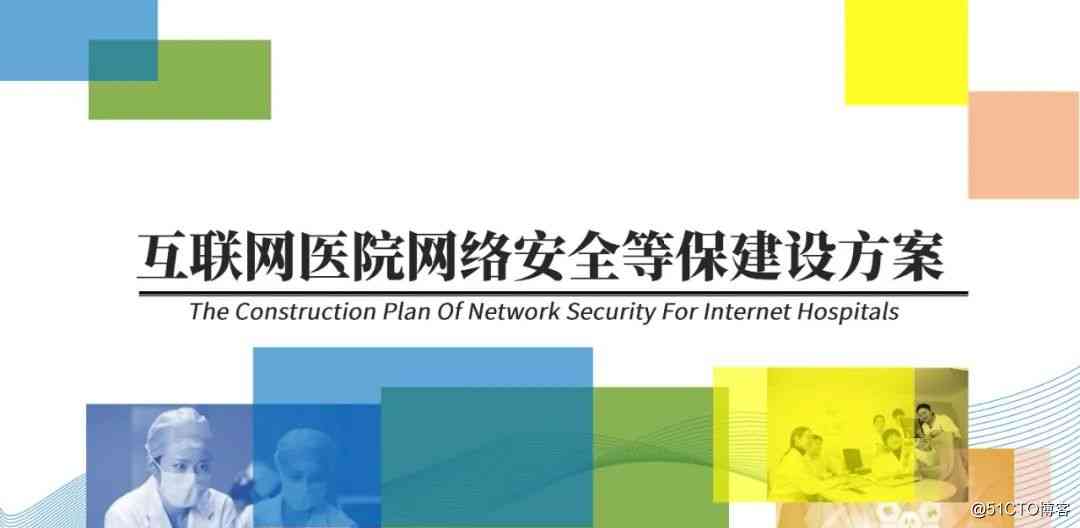 互联网医院网络安全等保建设方案
The Construction Plan Of Network Security For Internet Hospitals
@51CTO博客